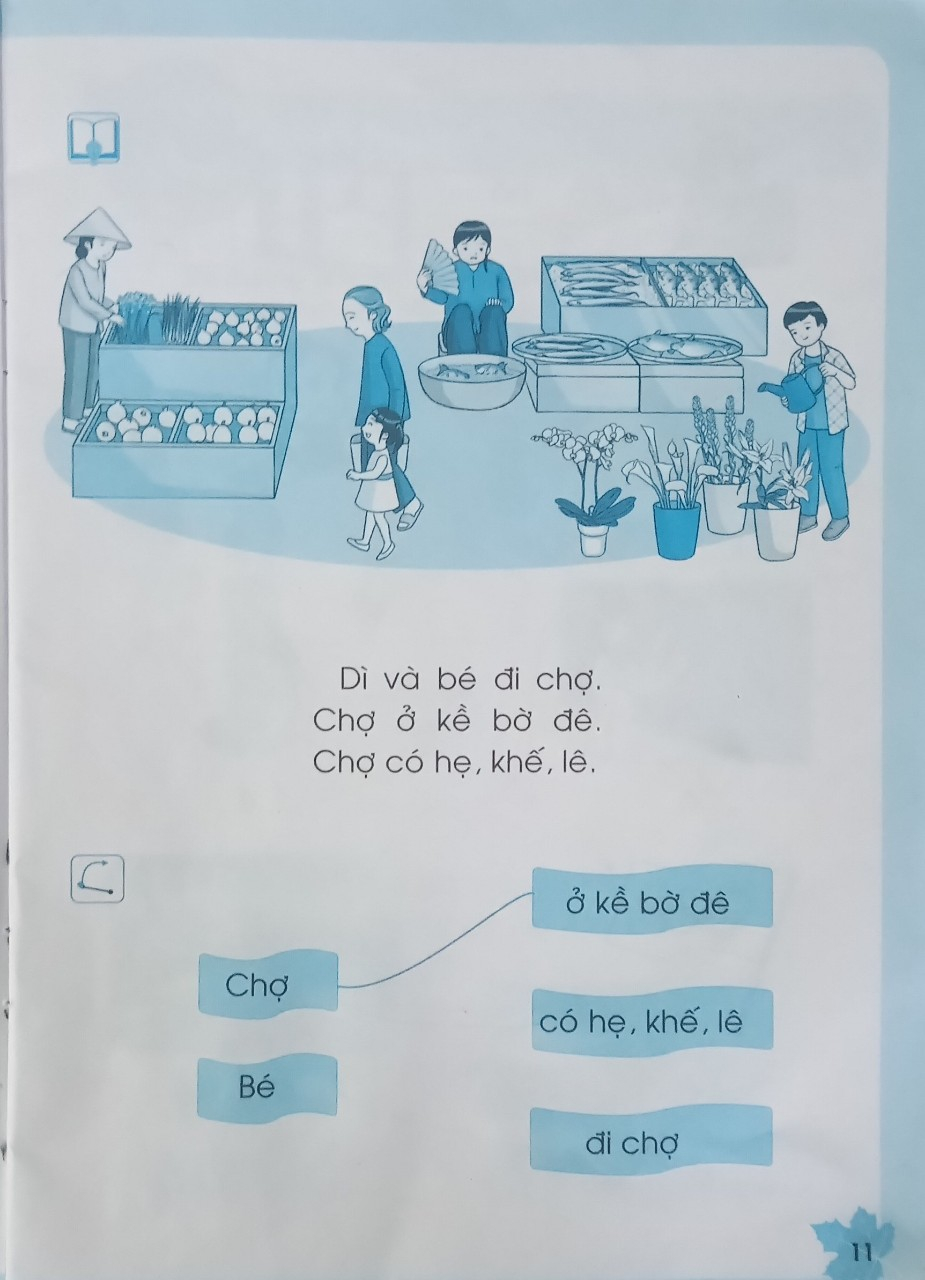 Dì và bé đi chợ.
Chợ ở kề bờ đê.
Chợ có hẹ, khế, lê.
ở kề bờ đê
Chợ
có hẹ, khế, lê
Bé
đi chợ
11